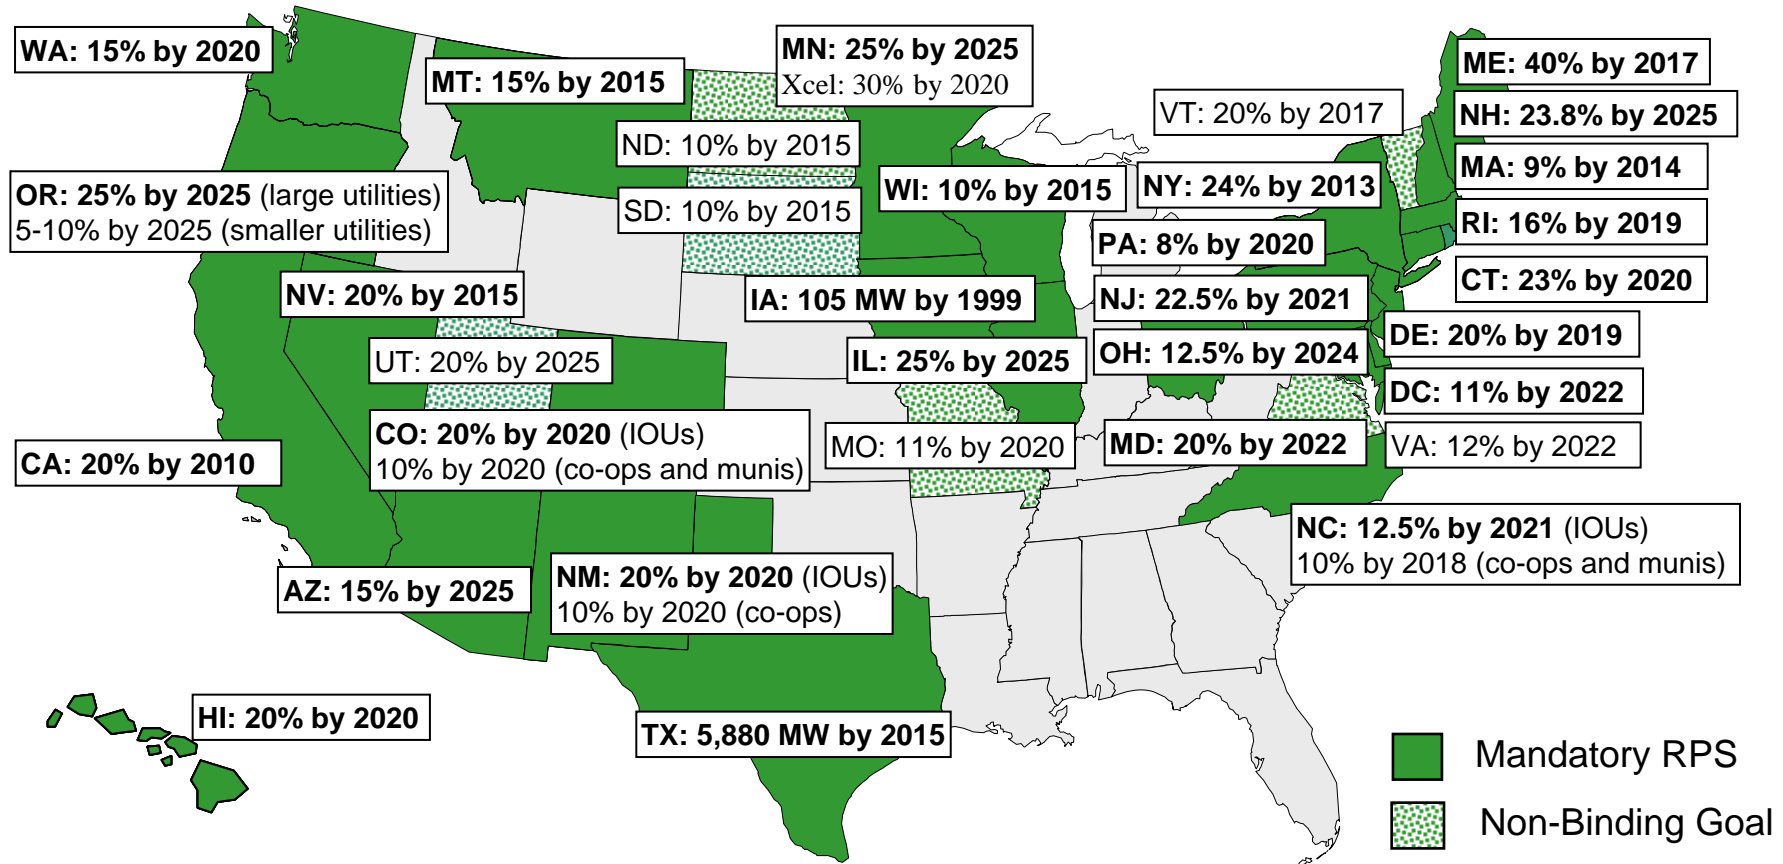 WA: 15% by 2020
MT: 15% by 2015
MN: 25% by 2025
Xcel: 30% by 2020
ME: 40% by 2017
VT: 20% by 2017
NH: 23.8% by 2025
ND: 10% by 2015
MA: 9% by 2014
OR: 25% by 2025 (large utilities)
5-10% by 2025 (smaller utilities)
SD: 10% by 2015
WI: 10% by 2015
NY: 24% by 2013
RI: 16% by 2019
PA: 8% by 2020
CT: 23% by 2020
NV: 20% by 2015
IA: 105 MW by 1999
NJ: 22.5% by 2021
DE: 20% by 2019
UT: 20% by 2025
IL: 25% by 2025
OH: 12.5% by 2024
DC: 11% by 2022
CO: 20% by 2020 (IOUs)
10% by 2020 (co-ops and munis)
MO: 11% by 2020
MD: 20% by 2022
VA: 12% by 2022
CA: 20% by 2010
NC: 12.5% by 2021 (IOUs)
10% by 2018 (co-ops and munis)
AZ: 15% by 2025
NM: 20% by 2020 (IOUs)
10% by 2020 (co-ops)
HI: 20% by 2020
TX: 5,880 MW by 2015
Mandatory RPS
Non-Binding Goal